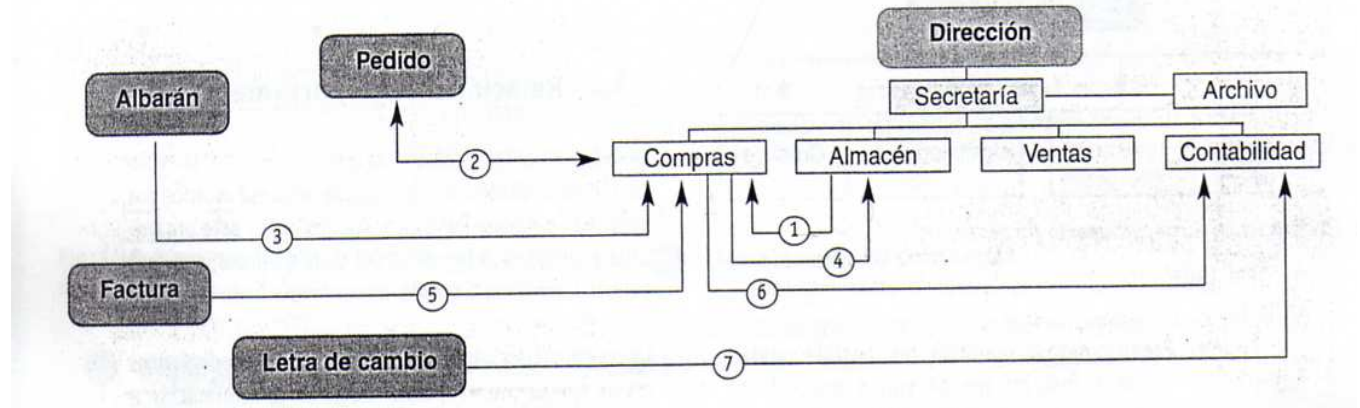 Dirección
Pedido
Albarán
Secretaría
Archivo
2
Compras
Almacén
Ventas
Contabilidad
1
3
4
Factura
5
6
Letra de cambio
7